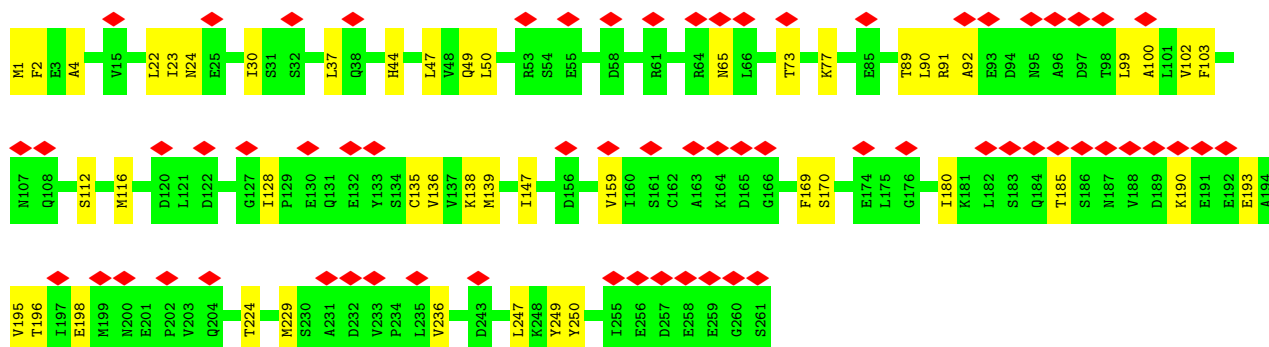 M1 F2 E3 A4 V15 L22 I23 N24 E25 I30 S31 S32 L37 Q38 H44 L47 V48 Q49 L50 R53 S54 E55 D58 R61 R64 N65 L66 T73 K77 E85 T89 L90 R91 A92 E93 D94 N95 A96 D97 T98 L99 A100 L101 V102 F103
N107 Q108 S112 M116 D120 L121 D122 G127 I128 P129 E130 Q131 E132 Y133 S134 C135 V136 V137 K138 M139 I147 D156 V159 I160 S161 C162 A163 K164 D165 G166 F169 S170 E174 L175 G176 I180 K181 L182 S183 Q184 T185 S186 N187 V188 D189 K190 E191 E192 E193 A194
V195 T196 I197 E198 M199 N200 E201 P202 V203 Q204 T224 M229 S230 A231 D232 V233 P234 L235 V236 D243 L247 K248 Y249 Y250 I255 E256 D257 E258 E259 G260 S261